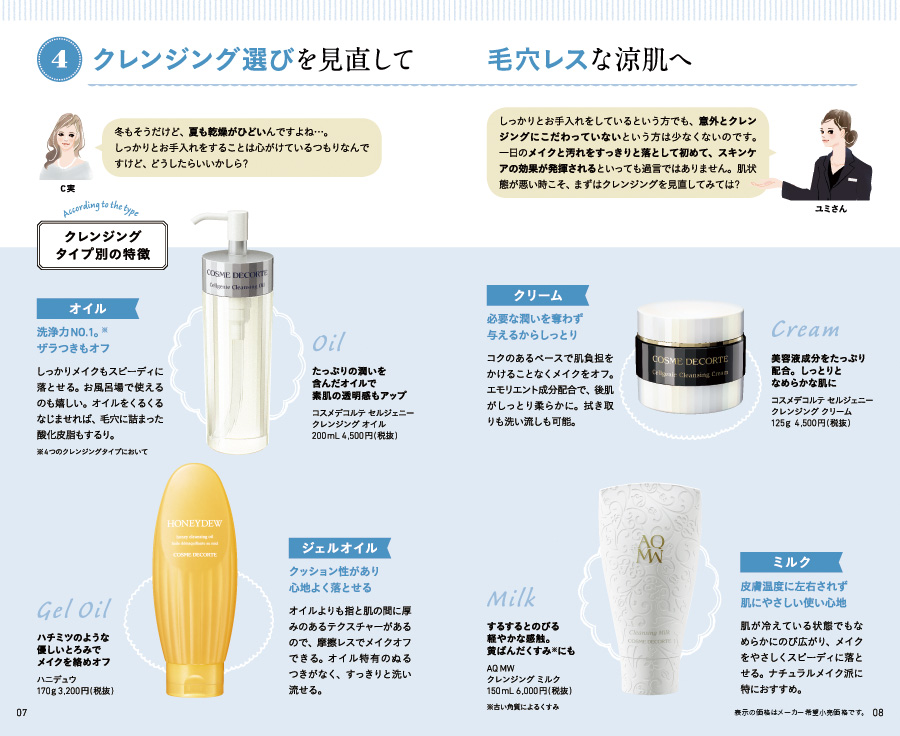 4 クレンジング選びを見直して 毛穴レスな涼肌へ
冬もそうだけど、夏も乾燥がひどいんですよね…。
しっかりとお手入れをすることは心がけているつもりなんで
すけど、どうしたらいいかしら?
C実
しっかりとお手入れをしているという方でも、意外とクレン
ジングにこだわっていないという方は少なくないのです。
一日のメイクと汚れをすっきりと落として初めて、スキンケ
アの効果が発揮されるといっても過言ではありません。肌状
態が悪い時こそ、まずはクレンジングを見直してみては?
ユミさん
According to the type
クレンジング
タイプ別の特徴
オイル
洗浄力NO.1。※
ザラつきもオフ
しっかりメイクもスピーディに
落とせる。お風呂場で使える
のも嬉しい。オイルをくるくる
なじませれば、毛穴に詰まった
酸化皮脂もするり。
※4つのクレンジングタイプにおいて
COSME DECORTE
Cellgenie Cleansing Oil
Oil
たっぷりの潤いを
含んだオイルで
素肌の透明感もアップ
コスメデコルテ セルジェニー
クレンジング オイル
200mL 4,500円(税抜)
クリーム
必要な潤いを奪わず
与えるからしっとり
コクのあるベースで肌負担を
かけることなくメイクをオフ。
エモリエント成分配合で、後肌
がしっとり柔らかに。拭き取
りも洗い流しも可能。
COSME DECORTE
Cellgenie Cleansing Cream
Cream
美容液成分をたっぷり
配合。しっとりと
なめらかな肌に
コスメデコルテ セルジェニー
クレンジング クリーム
125g 4,500円(税抜)
Gel Oil
ハチミツのような
優しいとろみで
メイクを絡めオフ
ハニデュウ
170g 3,200円(税抜)
HONEYDEW
COSME DECORTE
ジェルオイル
クッション性があり
心地よく落とせる
オイルよりも指と肌の間に厚
みのあるテクスチャーがある
ので、摩擦レスでメイクオフ
できる。オイル特有のぬる
つきがなく、すっきりと洗い
流せる。
Milk
するするとのびる
軽やかな感触。
黄ばんだくすみ※にも
AQ MW
クレンジング ミルク
150mL 6,000円(税抜)
※古い角質によるくすみ
AQ
MW
Cleansing Milk
COSME DECORTE
ミルク
皮膚温度に左右されず
肌にやさしい使い心地
肌が冷えている状態でもな
めらかにのび広がり、メイク
をやさしくスピーディに落と
せる。ナチュラルメイク派に
特におすすめ。
07
表示の価格はメーカー希望小売価格です。 08